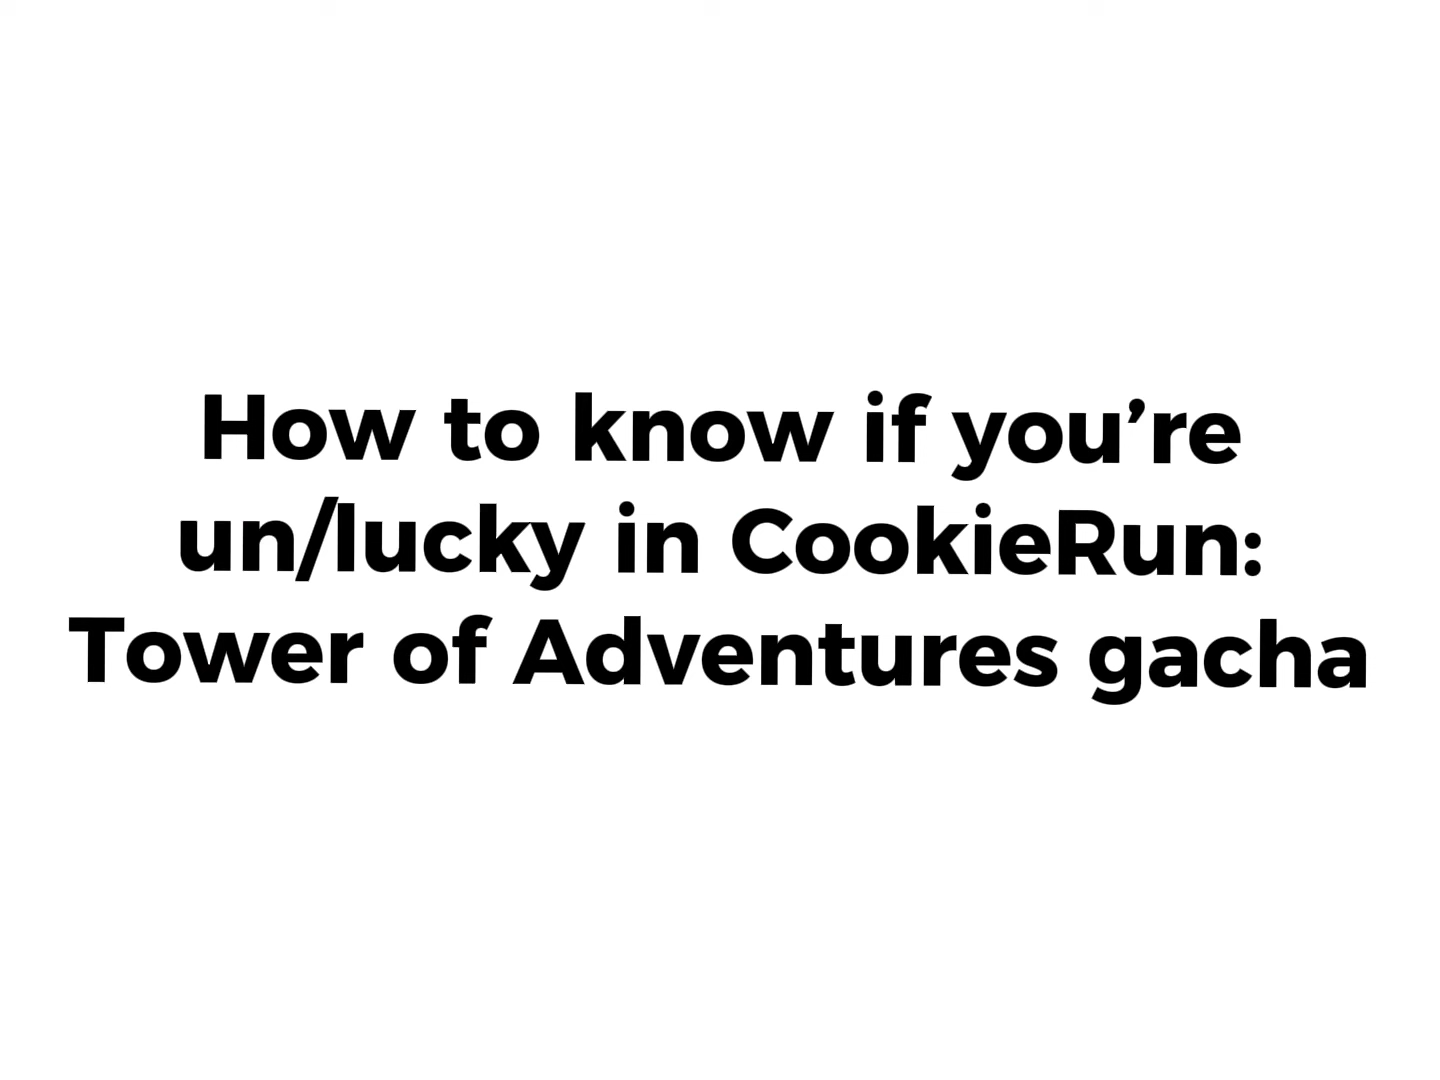 How to know if you’re
un/lucky in CookieRun:
Tower of Adventures gacha